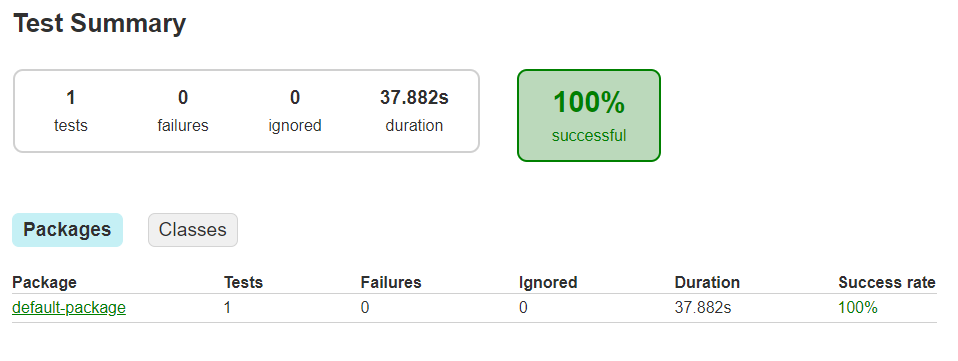 Test Summary
1 0 0 37.882s
tests failures ignored duration
100%
successful
Packages Classes
Package Tests Failures Ignored Duration Success rate
default-package 1 0 0 37.882s 100%